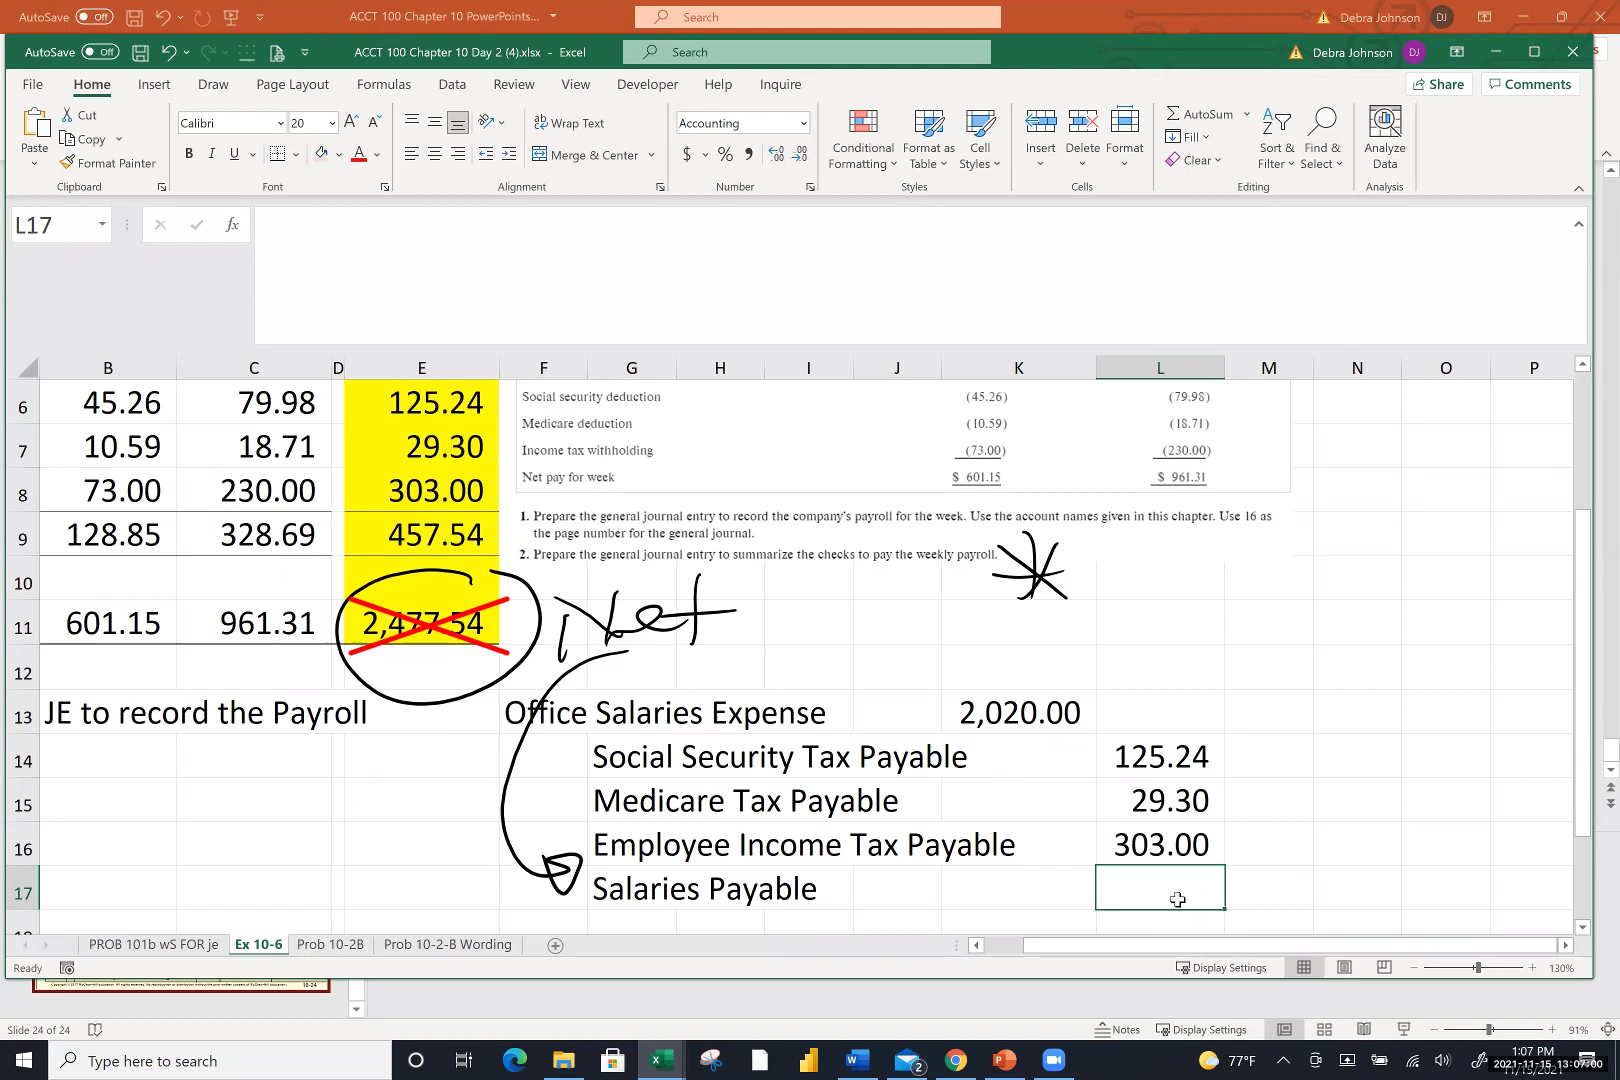 AutoSave Off ACCT 100 Chapter 10 PowerPoints... Search Debra Johnson DJ
AutoSave Off ACCT 100 Chapter 10 Day 2 (4).xlsx - Excel Search Debra Johnson DJ
File Home Insert Draw Page Layout Formulas Data Review View Developer Help Inquire Share Comments
Paste Cut Copy Format Painter Clipboard
Calibri 20 A A B I U A Font
Wrap Text Merge & Center Alignment
Accounting $ % , Number
Conditional Formatting Format as Table Cell Styles Styles
Insert Delete Format Cells
AutoSum Fill Clear Sort & Filter Find & Select Editing
Analyze Data Analysis
L17 fx
B C D E F G H I J K L M N O P
6 45.26 79.98 125.24 Social security deduction (45.26) (79.98)
7 10.59 18.71 29.30 Medicare deduction (10.59) (18.71)
8 73.00 230.00 303.00 Income tax withholding (73.00) (230.00)
Net pay for week $ 601.15 $ 961.31
9 128.85 328.69 457.54
1. Prepare the general journal entry to record the company's payroll for the week. Use the account names given in this chapter. Use 16 as
the page number for the general journal.
2. Prepare the general journal entry to summarize the checks to pay the weekly payroll.
10
11 601.15 961.31 2,477.54 Net
12
13 JE to record the Payroll Office Salaries Expense 2,020.00
14 Social Security Tax Payable 125.24
15 Medicare Tax Payable 29.30
16 Employee Income Tax Payable 303.00
17 Salaries Payable
PROB 101b wS FOR je Ex 10-6 Prob 10-2B Prob 10-2-B Wording
Ready Display Settings 130%
10-24
Slide 24 of 24 Notes Display Settings 91%
Type here to search 2 77°F 1:07 PM
2021-11-15 13:07:00